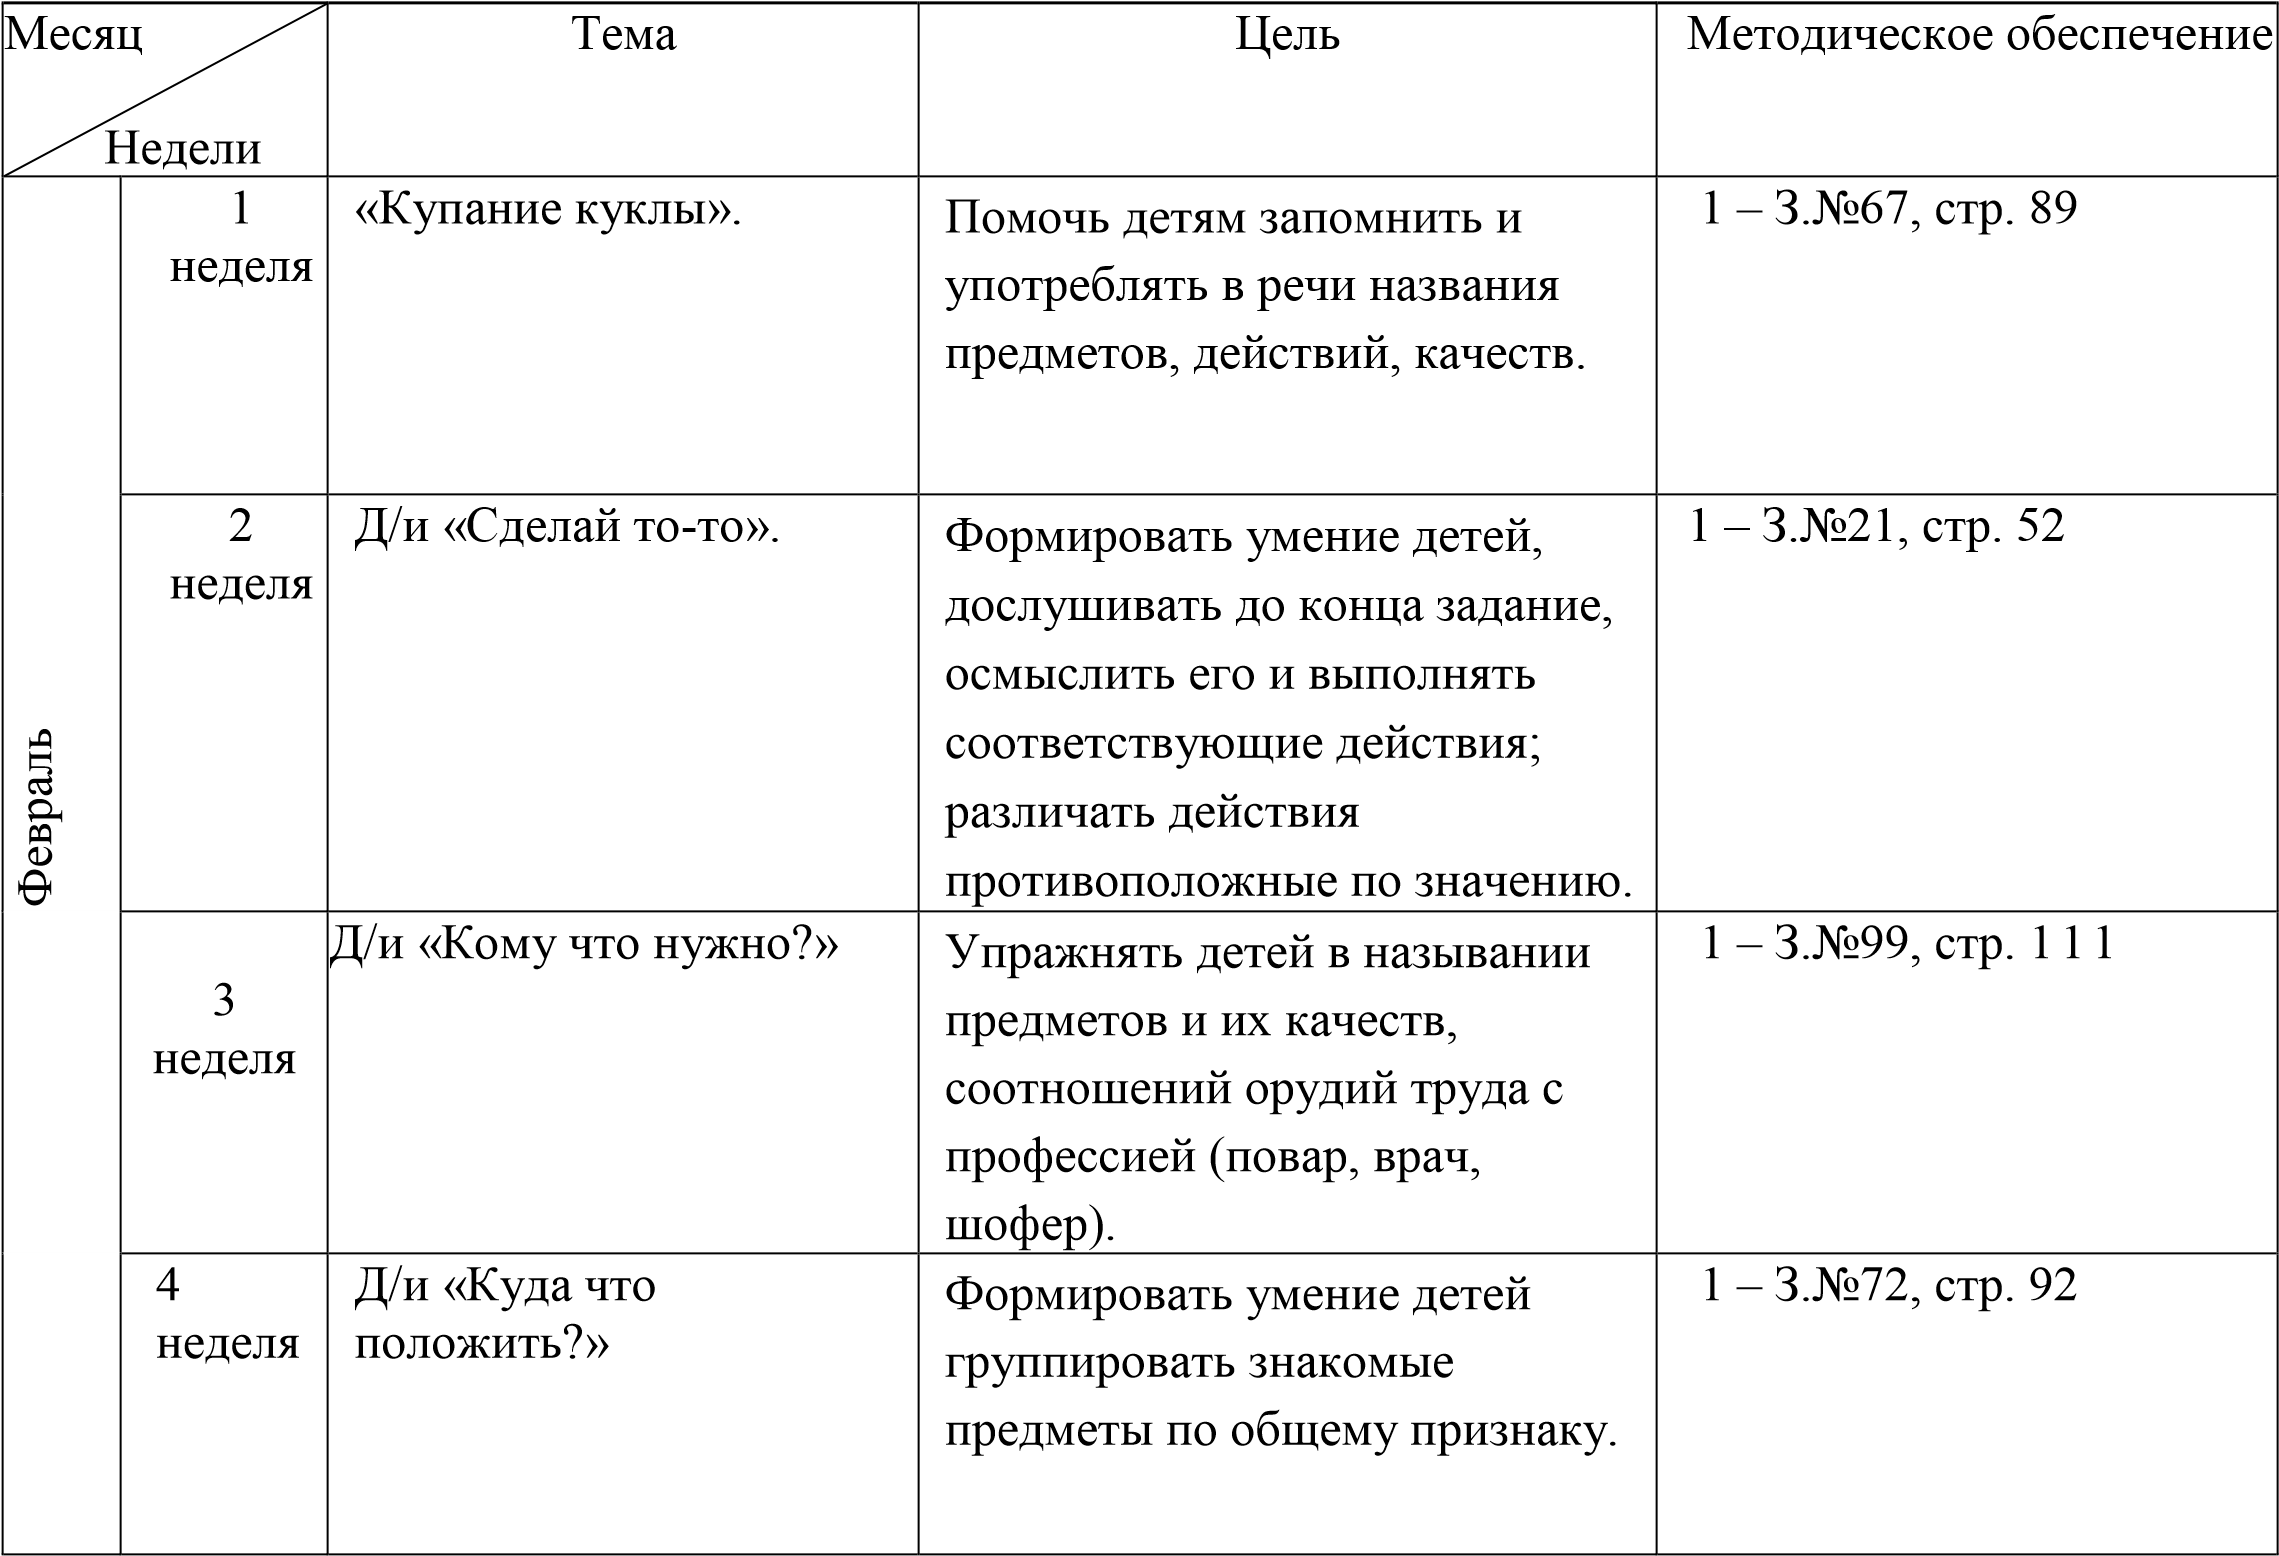 Месяц
Недели
Тема
Цель
Методическое обеспечение
Февраль
1
неделя
«Купание куклы».
Помочь детям запомнить и
употреблять в речи названия
предметов, действий, качеств.
1 – З.№67, стр. 89
2
неделя
Д/и «Сделай то-то».
Формировать умение детей,
дослушивать до конца задание,
осмыслить его и выполнять
соответствующие действия;
различать действия
противоположные по значению.
1 – З.№21, стр. 52
3
неделя
Д/и «Кому что нужно?»
Упражнять детей в назывании
предметов и их качеств,
соотношений орудий труда с
профессией (повар, врач,
шофер).
1 – З.№99, стр. 111
4
неделя
Д/и «Куда что
положить?»
Формировать умение детей
группировать знакомые
предметы по общему признаку.
1 – З.№72, стр. 92